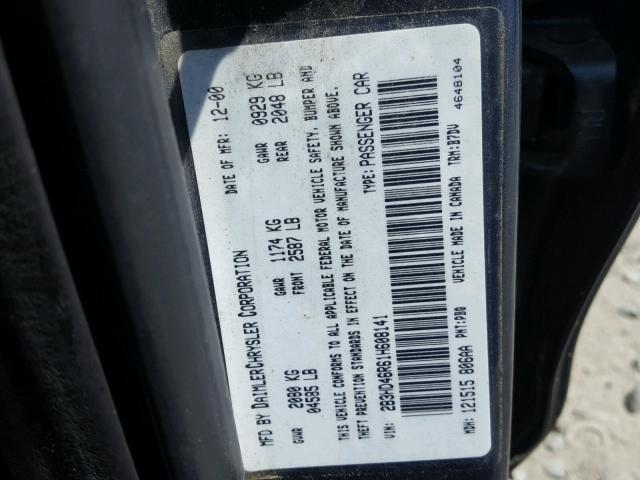 MFD BY DAIMLERCHRYSLER CORPORATION DATE OF MFR: 12-00
GVWR 2080 KG 04585 LB GAWR FRONT 1174 KG 2587 LB GAWR REAR 0929 KG 2048 LB
THIS VEHICLE CONFORMS TO ALL APPLICABLE FEDERAL MOTOR VEHICLE SAFETY, BUMPER AND
THEFT PREVENTION STANDARDS IN EFFECT ON THE DATE OF MANUFACTURE SHOWN ABOVE.
VIN: 2B3HD46R61H608141 TYPE: PASSENGER CAR
MDH: 121515 806AA PNT: PBQ VEHICLE MADE IN CANADA TRM: B7DV
4648104